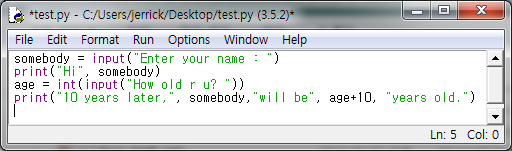 *test.py - C:/Users/jerrick/Desktop/test.py (3.5.2)*
File Edit Format Run Options Window Help
somebody = input("Enter your name : ")
print("Hi", somebody)
age = int(input("How old r u? "))
print("10 years later,", somebody,"will be", age+10, "years old.")
Ln: 5 Col: 0